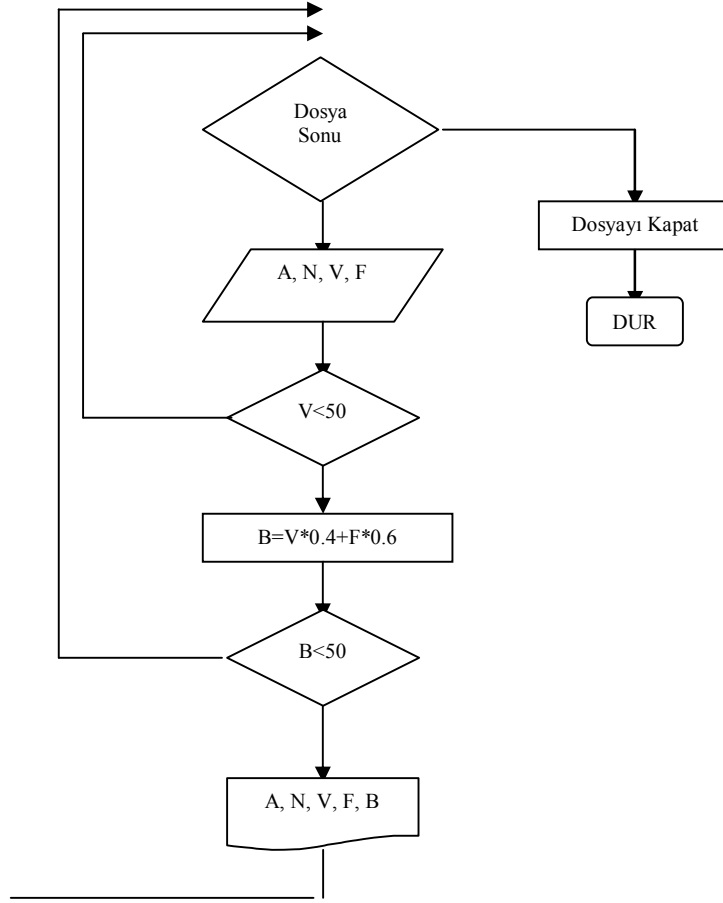 Dosya
Sonu
Dosyayı Kapat
A, N, V, F
DUR
V<50
B=V*0.4+F*0.6
B<50
A, N, V, F, B